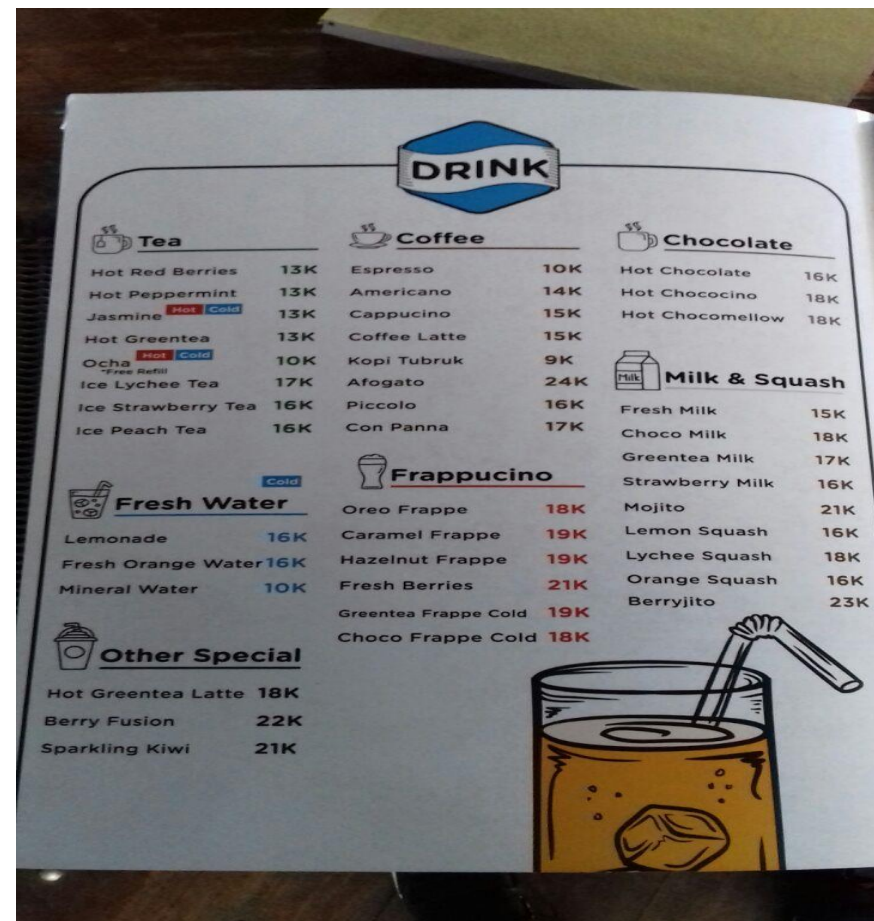 DRINK
Tea
Hot Red Berries 13K
Hot Peppermint 13K
Jasmine Hot Cold 13K
Hot Greentea 13K
Ocha Hot Cold 10K
*Free Refill
Ice Lychee Tea 17K
Ice Strawberry Tea 16K
Ice Peach Tea 16K
Cold
Fresh Water
Lemonade 16K
Fresh Orange Water 16K
Mineral Water 10K
Other Special
Hot Greentea Latte 18K
Berry Fusion 22K
Sparkling Kiwi 21K
Coffee
Espresso 10K
Americano 14K
Cappucino 15K
Coffee Latte 15K
Kopi Tubruk 9K
Afogato 24K
Piccolo 16K
Con Panna 17K
Frappucino
Oreo Frappe 18K
Caramel Frappe 19K
Hazelnut Frappe 19K
Fresh Berries 21K
Greentea Frappe Cold 19K
Choco Frappe Cold 18K
Chocolate
Hot Chocolate 16K
Hot Chococino 18K
Hot Chocomellow 18K
Milk
Milk & Squash
Fresh Milk 15K
Choco Milk 18K
Greentea Milk 17K
Strawberry Milk 16K
Mojito 21K
Lemon Squash 16K
Lychee Squash 18K
Orange Squash 16K
Berryjito 23K